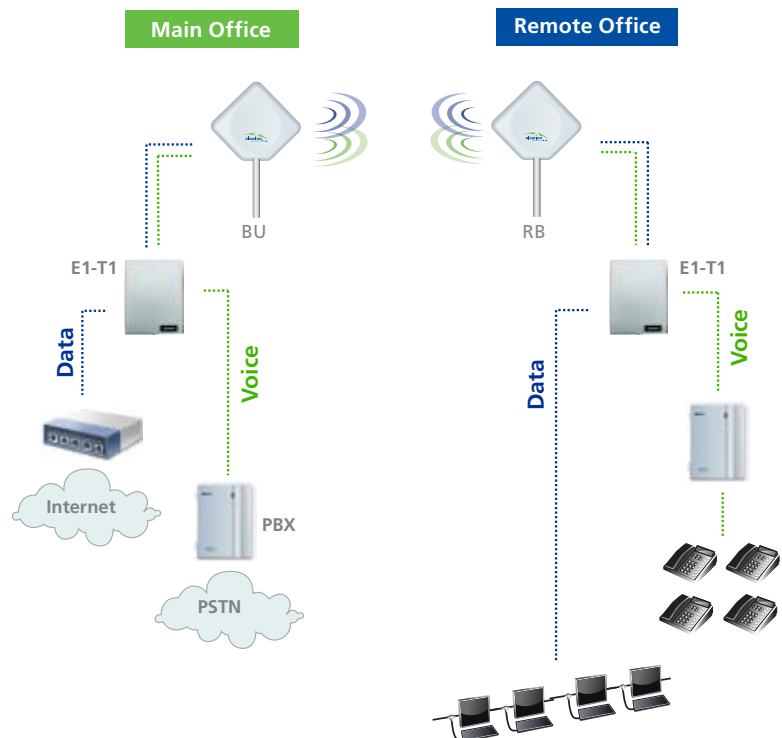 Main Office
Remote Office
BU
RB
E1-T1
E1-T1
Data
Voice
Data
Voice
Internet
PBX
PSTN